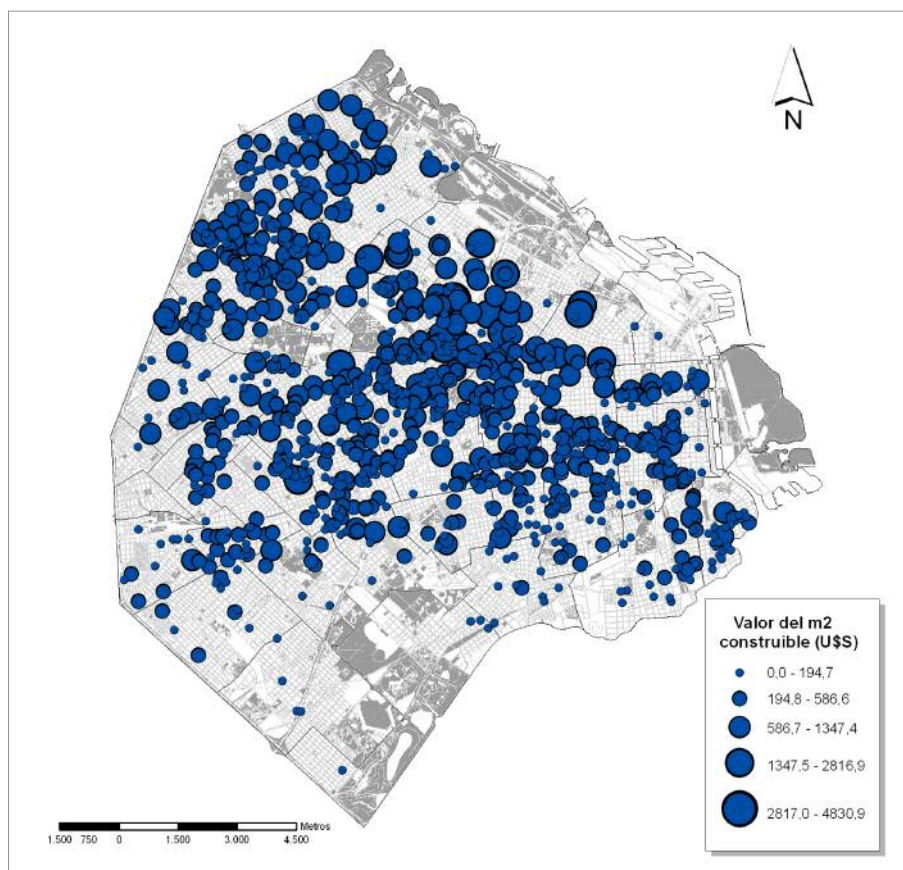 N
Valor del m2
construible (U$S)
0,0 - 194,7
194,8 - 586,6
586,7 - 1347,4
1347,5 - 2816,9
2817,0 - 4830,9
Metros
1.500 750 0 1.500 3.000 4.500